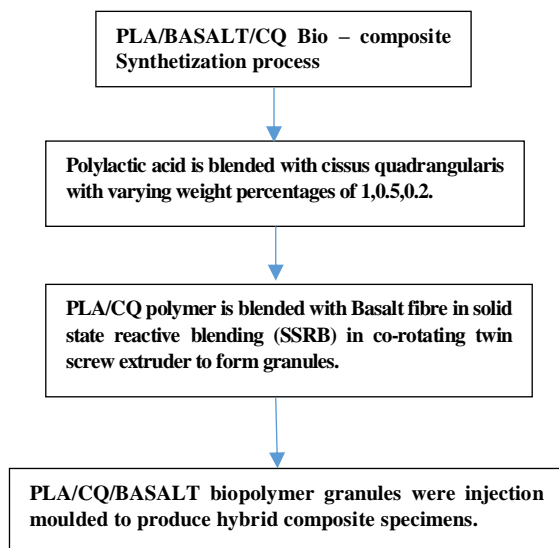 PLA/BASALT/CQ Bio – composite
Synthetization process
Polylactic acid is blended with cissus quadrangularis
with varying weight percentages of 1,0.5,0.2.
PLA/CQ polymer is blended with Basalt fibre in solid
state reactive blending (SSRB) in co-rotating twin
screw extruder to form granules.
PLA/CQ/BASALT biopolymer granules were injection
moulded to produce hybrid composite specimens.